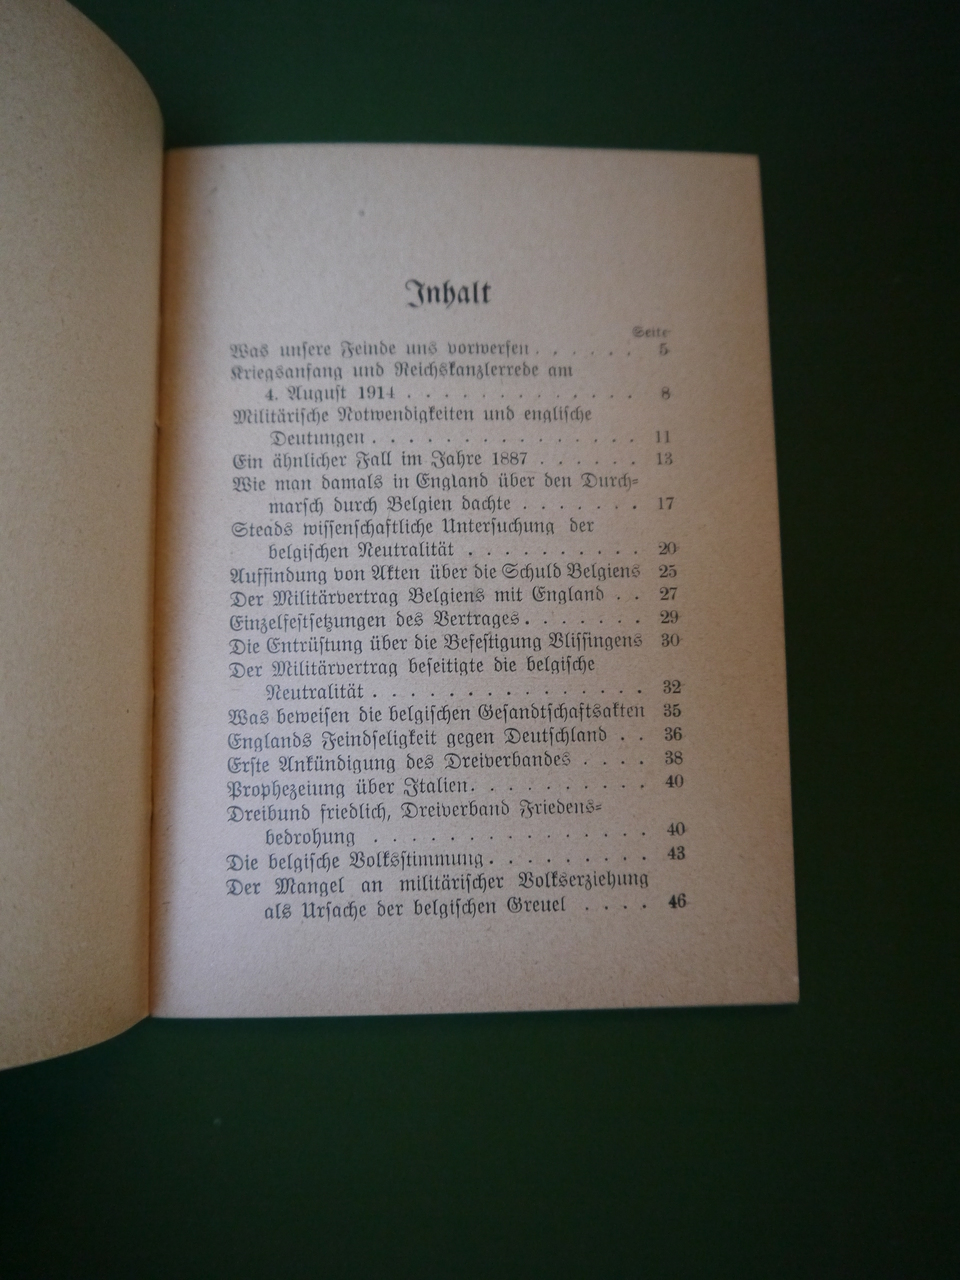 Inhalt
Seite
Was unsere Feinde uns vorwerfen . . . . . . 5
Kriegsanfang und Reichskanzlerrede am
4. August 1914 . . . . . . . . . . . . . 8
Militärische Notwendigkeiten und englische
Deutungen . . . . . . . . . . . . . . . 11
Ein ähnlicher Fall im Jahre 1887 . . . . . . 13
Wie man damals in England über den Durch-
marsch durch Belgien dachte . . . . . . . 17
Steads wissenschaftliche Untersuchung der
belgischen Neutralität . . . . . . . . . . 20
Auffindung von Akten über die Schuld Belgiens 25
Der Militärvertrag Belgiens mit England . . 27
Einzelfestsetzungen des Vertrages . . . . . . . 29
Die Entrüstung über die Befestigung Vlissingens 30
Der Militärvertrag beseitigte die belgische
Neutralität . . . . . . . . . . . . . . . 32
Was beweisen die belgischen Gesandtschaftsakten 35
Englands Feindseligkeit gegen Deutschland . . 36
Erste Ankündigung des Dreiverbandes . . . . 38
Prophezeiung über Italien . . . . . . . . . . 40
Dreibund friedlich, Dreiverband Friedens-
bedrohung . . . . . . . . . . . . . . . 40
Die belgische Volksstimmung . . . . . . . . . 43
Der Mangel an militärischer Volkserziehung
als Ursache der belgischen Greuel . . . . 46